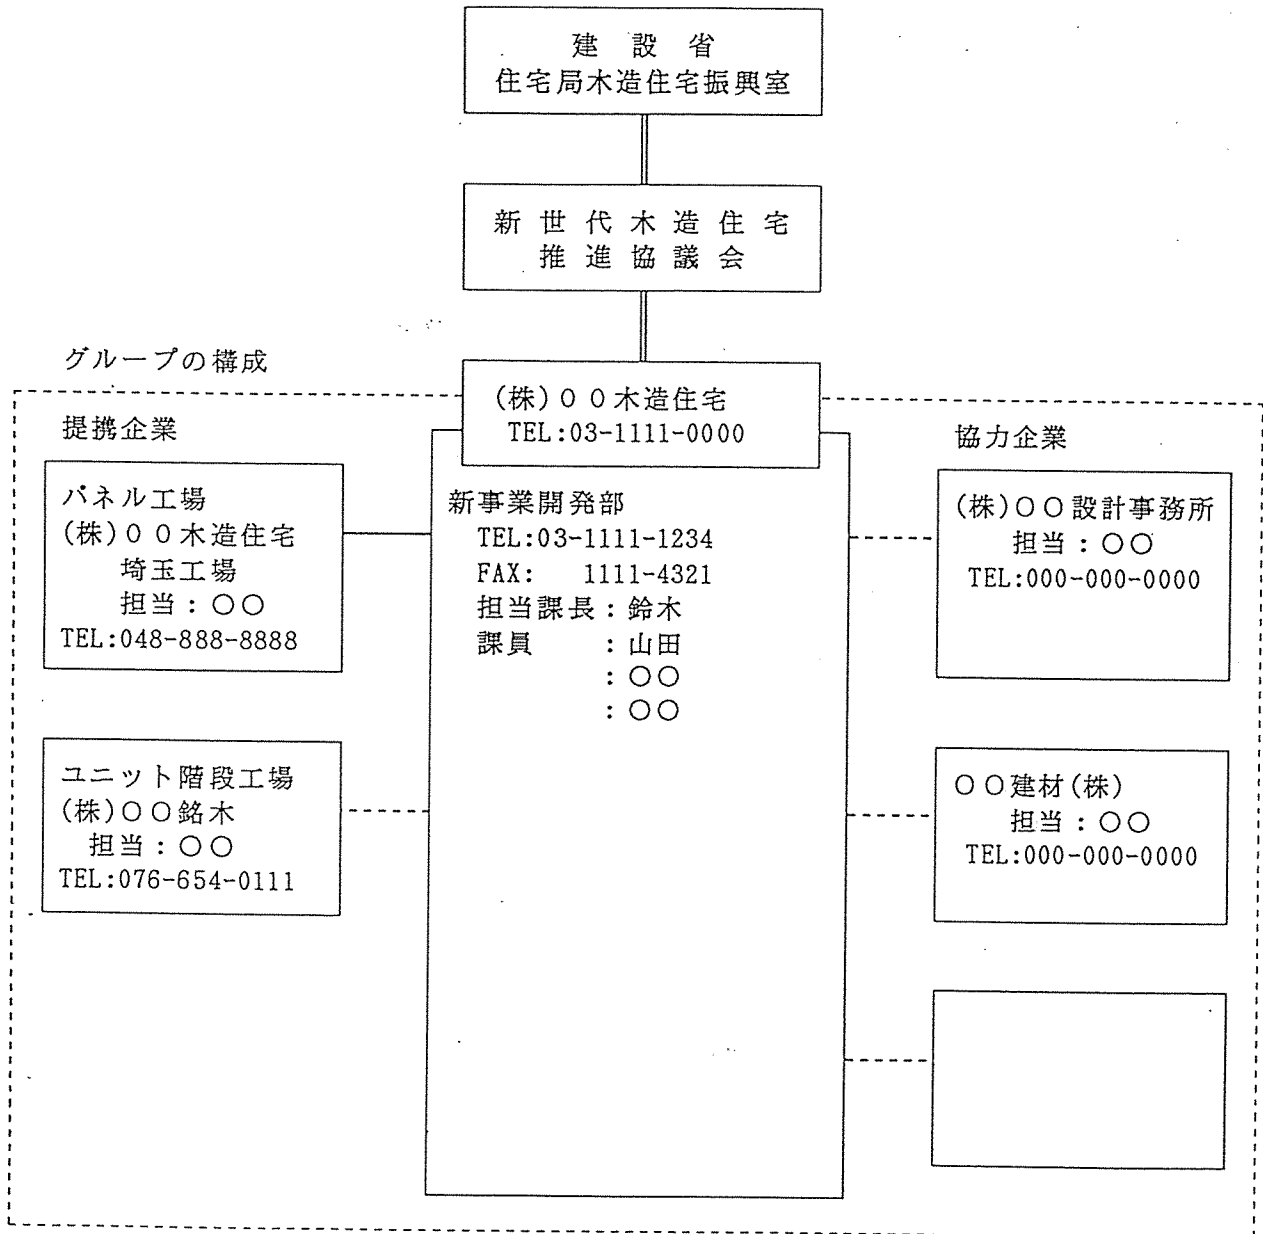 建設省
住宅局木造住宅振興室
新世代木造住宅
推進協議会
グループの構成
(株)〇〇木造住宅
TEL:03-1111-0000
提携企業
パネル工場
(株)〇〇木造住宅
埼玉工場
担当：〇〇
TEL:048-888-8888
ユニット階段工場
(株)〇〇銘木
担当：〇〇
TEL:076-654-0111
新事業開発部
TEL:03-1111-1234
FAX: 1111-4321
担当課長：鈴木
課員 ：山田
：〇〇
：〇〇
協力企業
(株)〇〇設計事務所
担当：〇〇
TEL:000-000-0000
〇〇建材(株)
担当：〇〇
TEL:000-000-0000